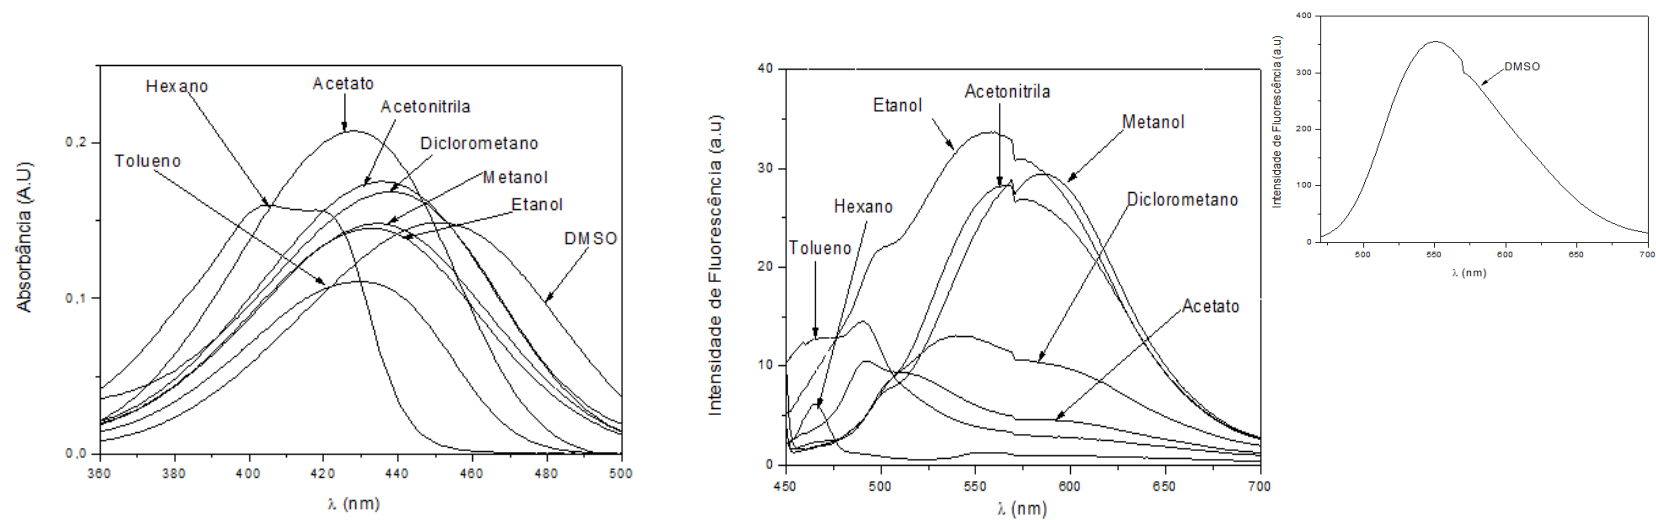 Absorbância (A.U)
0,2
0,1
0,0
360
380
400
420
440
460
480
500
λ (nm)
Hexano
Acetato
Acetonitrila
Tolueno
Diclorometano
Metanol
Etanol
DMSO
Intensidade de Fluorescência (a.u)
40
30
20
10
0
450
500
550
600
650
700
λ (nm)
Etanol
Acetonitrila
Metanol
Hexano
Diclorometano
Tolueno
Acetato
Intensidade de Fluorescência (a.u)
400
300
200
100
0
500
550
600
650
700
λ (nm)
DMSO